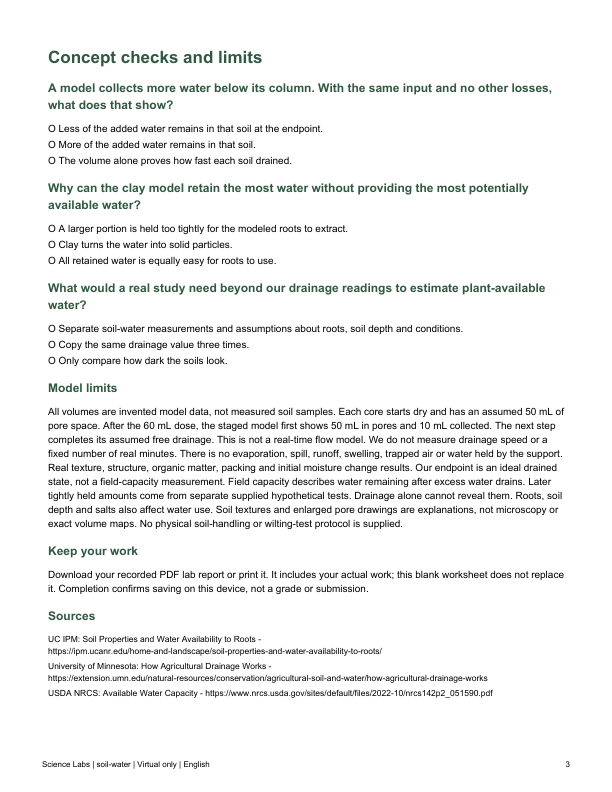 Concept checks and limits
A model collects more water below its column. With the same input and no other losses,
what does that show?
O Less of the added water remains in that soil at the endpoint.
O More of the added water remains in that soil.
O The volume alone proves how fast each soil drained.
Why can the clay model retain the most water without providing the most potentially
available water?
O A larger portion is held too tightly for the modeled roots to extract.
O Clay turns the water into solid particles.
O All retained water is equally easy for roots to use.
What would a real study need beyond our drainage readings to estimate plant-available
water?
O Separate soil-water measurements and assumptions about roots, soil depth and conditions.
O Copy the same drainage value three times.
O Only compare how dark the soils look.
Model limits
All volumes are invented model data, not measured soil samples. Each core starts dry and has an assumed 50 mL of
pore space. After the 60 mL dose, the staged model first shows 50 mL in pores and 10 mL collected. The next step
completes its assumed free drainage. This is not a real-time flow model. We do not measure drainage speed or a
fixed number of real minutes. There is no evaporation, spill, runoff, swelling, trapped air or water held by the support.
Real texture, structure, organic matter, packing and initial moisture change results. Our endpoint is an ideal drained
state, not a field-capacity measurement. Field capacity describes water remaining after excess water drains. Later
tightly held amounts come from separate supplied hypothetical tests. Drainage alone cannot reveal them. Roots, soil
depth and salts also affect water use. Soil textures and enlarged pore drawings are explanations, not microscopy or
exact volume maps. No physical soil-handling or wilting-test protocol is supplied.
Keep your work
Download your recorded PDF lab report or print it. It includes your actual work; this blank worksheet does not replace
it. Completion confirms saving on this device, not a grade or submission.
Sources
UC IPM: Soil Properties and Water Availability to Roots -
https://ipm.ucanr.edu/home-and-landscape/soil-properties-and-water-availability-to-roots/
University of Minnesota: How Agricultural Drainage Works -
https://extension.umn.edu/natural-resources/conservation/agricultural-soil-and-water/how-agricultural-drainage-works
USDA NRCS: Available Water Capacity - https://www.nrcs.usda.gov/sites/default/files/2022-10/nrcs142p2_051590.pdf
Science Labs | soil-water | Virtual only | English
3